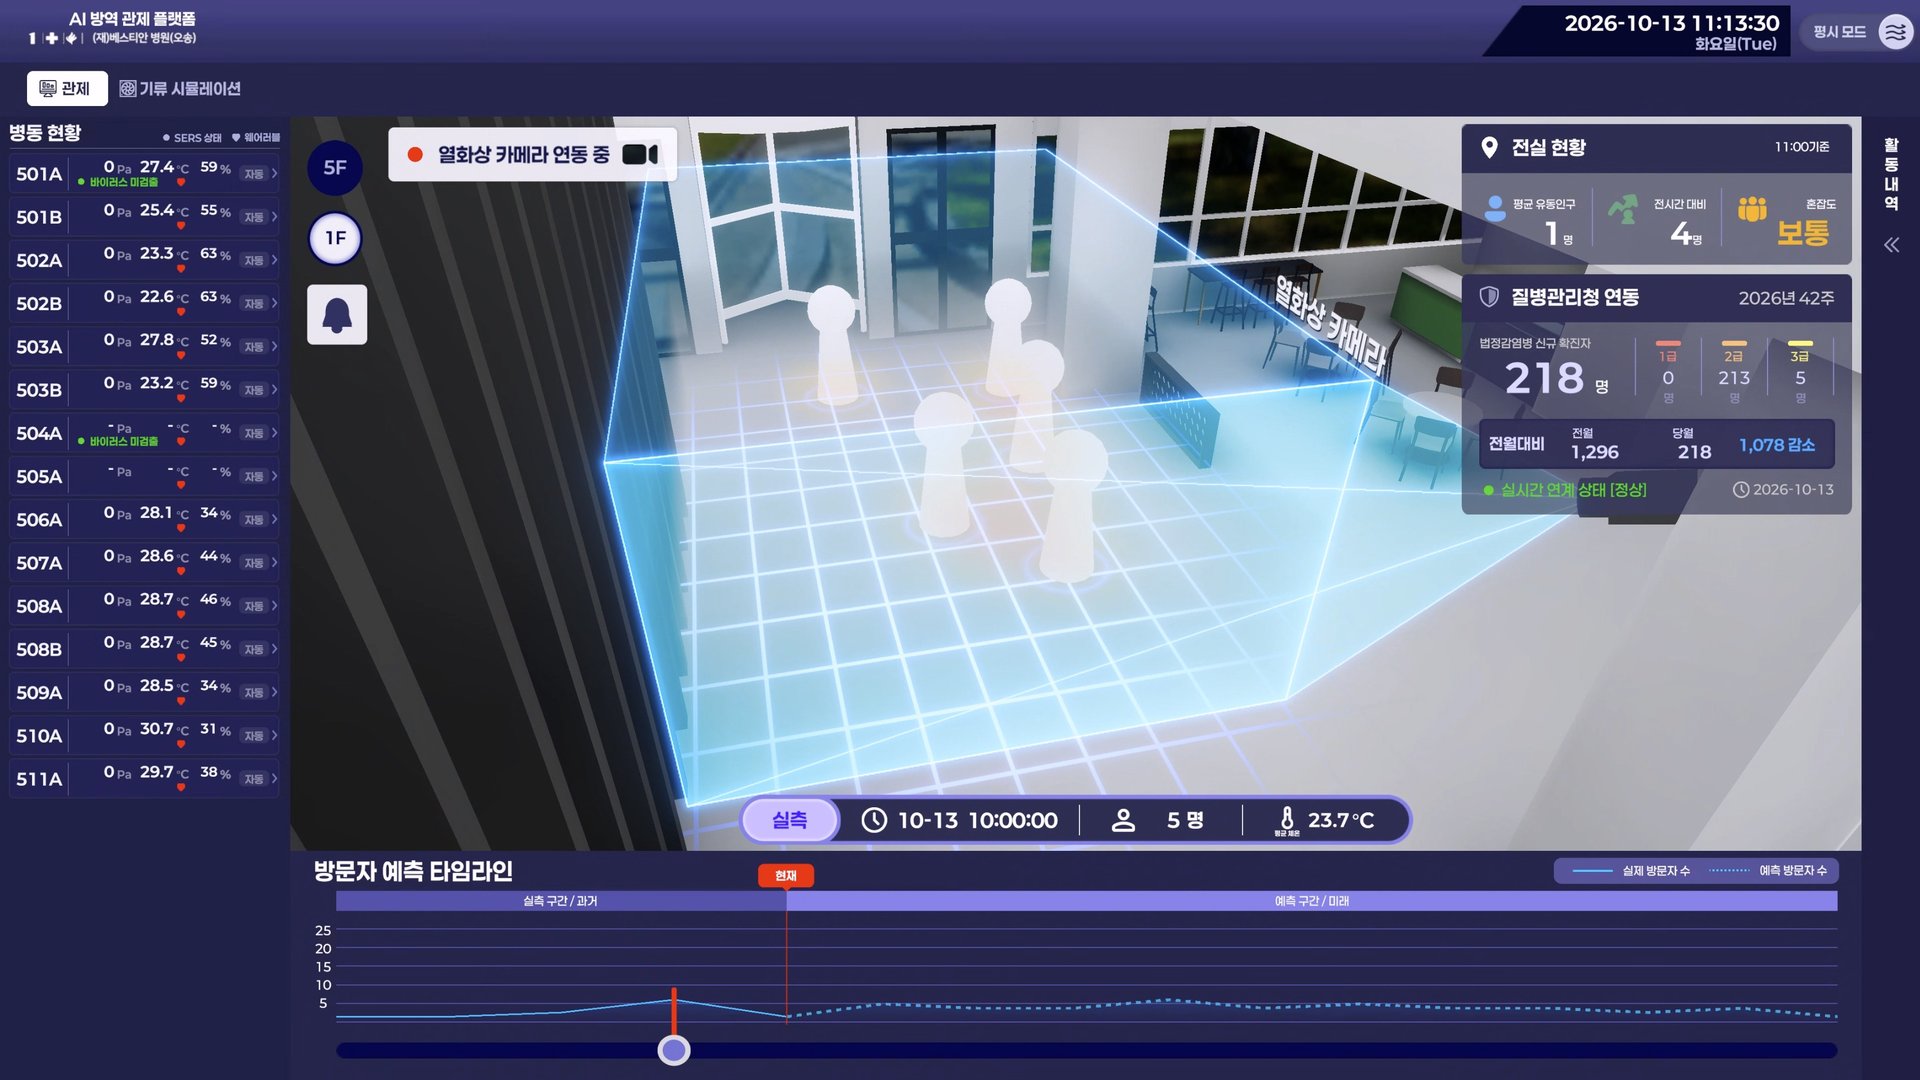 AI 방역 관제 플랫폼
(재)베스티안 병원(오송)
2026-10-13 11:13:30
화요일(Tue)
평시 모드
관제
기류 시뮬레이션
병동 현황
SERS 상태
웨어러블
501A 0 Pa 27.4 °C 59 % 자동
바이러스 미검출
501B 0 Pa 25.4 °C 55 % 자동
502A 0 Pa 23.3 °C 63 % 자동
502B 0 Pa 22.6 °C 63 % 자동
503A 0 Pa 27.8 °C 52 % 자동
503B 0 Pa 23.2 °C 59 % 자동
504A - Pa - °C - % 자동
바이러스 미검출
505A - Pa - °C - % 자동
506A 0 Pa 28.1 °C 34 % 자동
507A 0 Pa 28.6 °C 44 % 자동
508A 0 Pa 28.7 °C 46 % 자동
508B 0 Pa 28.7 °C 45 % 자동
509A 0 Pa 28.5 °C 34 % 자동
510A 0 Pa 30.7 °C 31 % 자동
511A 0 Pa 29.7 °C 38 % 자동
5F
1F
열화상 카메라 연동 중
열화상 카메라
전실 현황
11:00기준
평균 유동인구
1 명
전시간 대비
4명
혼잡도
보통
질병관리청 연동
2026년 42주
법정감염병 신규 확진자
218 명
1급
0
명
2급
213
명
3급
5
명
전월대비
전월
1,296
당월
218
1,078 감소
실시간 연계 상태 [정상]
2026-10-13
활동내역
실측
10-13 10:00:00
5 명
평균 체온
23.7°C
방문자 예측 타임라인
현재
실제 방문자 수
예측 방문자 수
실측 구간 / 과거
예측 구간 / 미래
25
20
15
10
5